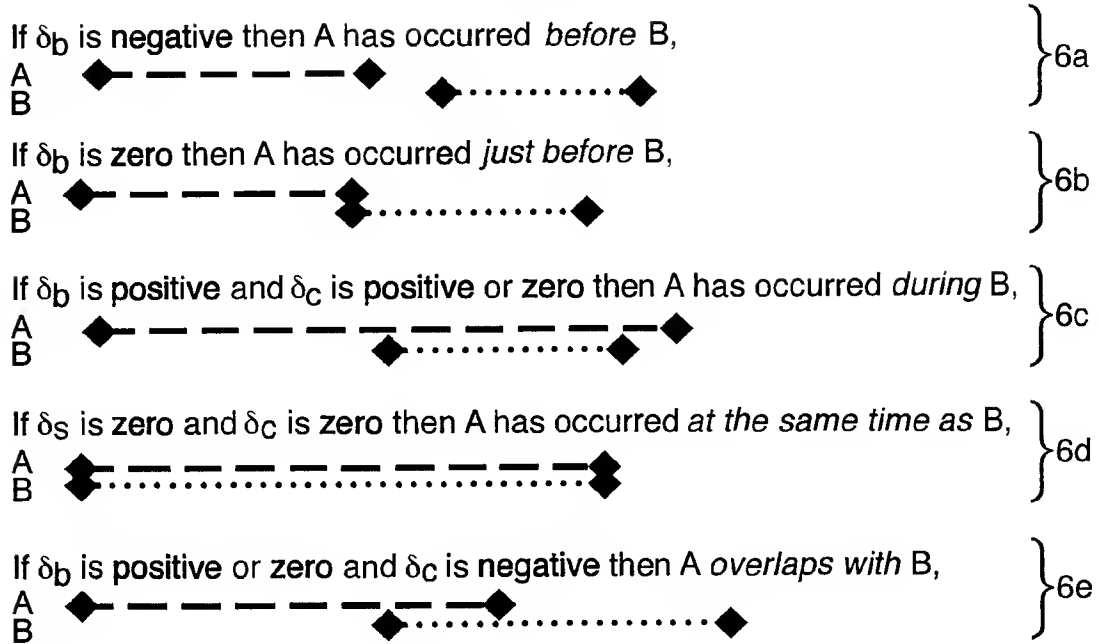 If δb is negative then A has occurred before B,
A
B
6a
If δb is zero then A has occurred just before B,
A
B
6b
If δb is positive and δc is positive or zero then A has occurred during B,
A
B
6c
If δs is zero and δc is zero then A has occurred at the same time as B,
A
B
6d
If δb is positive or zero and δc is negative then A overlaps with B,
A
B
6e